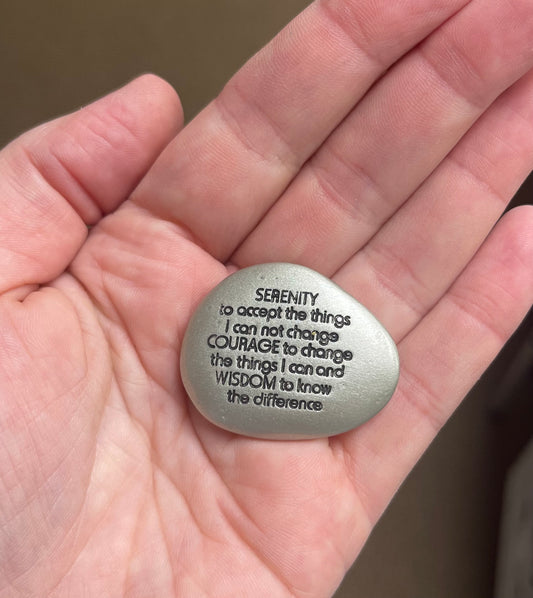 SERENITY
to accept the things
I can not change
COURAGE to change
the things I can and
WISDOM to know
the difference